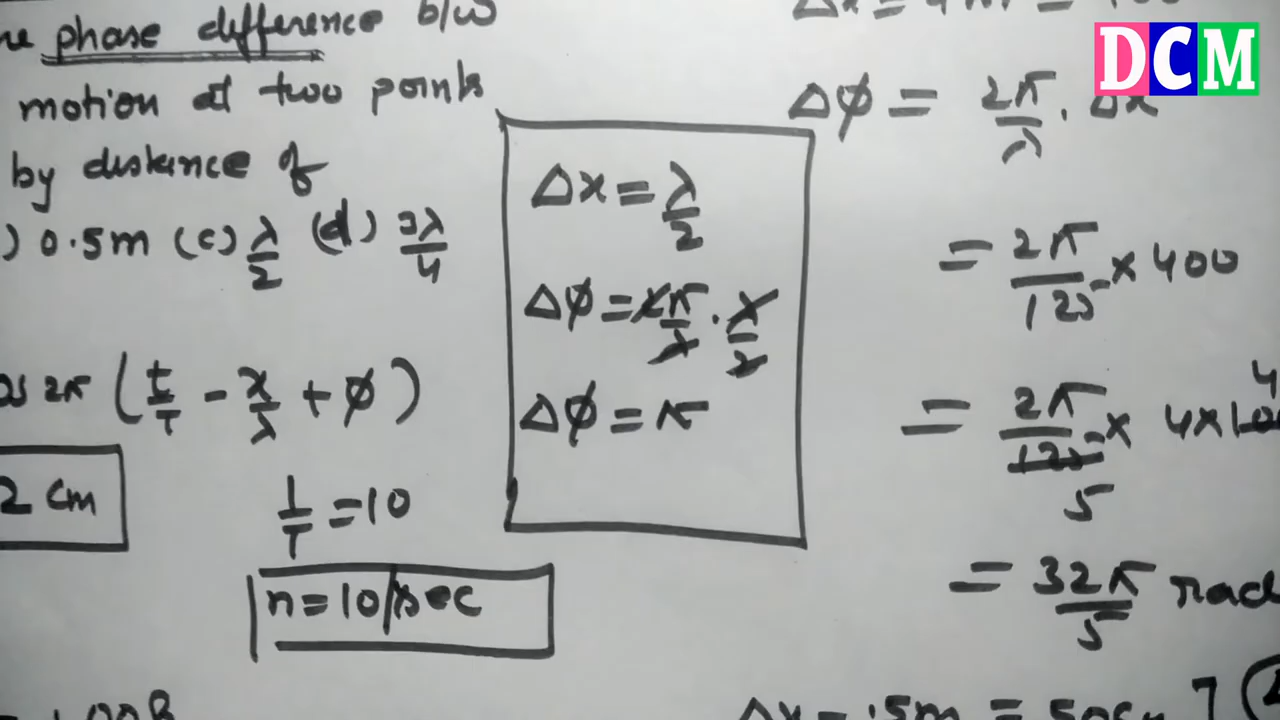 phase difference b/w
motion at two points
by distance of
) 0.5m (c) λ/2 (d) 3λ/4
2π (t/T - x/λ + φ)
2 cm
1/T = 10
n = 10/sec
Δx = λ/2
Δφ = 2π/λ . λ/2
Δφ = π
DCM
Δφ = 2π/λ . Δx
= 2π/125 × 400
= 2π/125 × 4×
5
4
= 32π/5 rad
Δx = .5m =